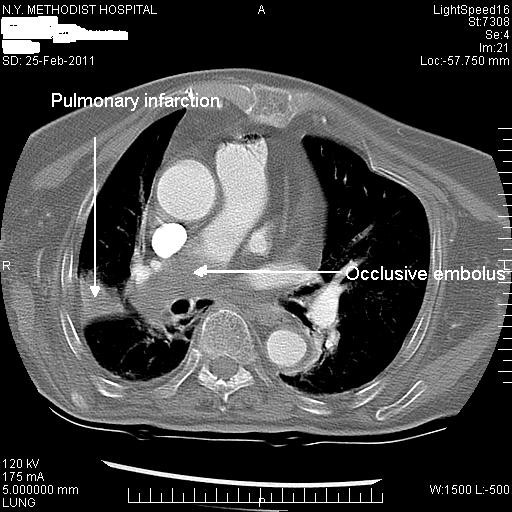 N.Y. METHODIST HOSPITAL
SD: 25-Feb-2011
A
LightSpeed16
St:7308
Se:4
Im:21
Loc:-57.750 mm
Pulmonary infarction
R
Occlusive embolus
120 kV
175 mA
5.000000 mm
LUNG
W:1500 L:-500